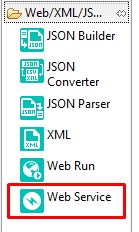 Web/XML/JS...
JSON Builder
JSON
Converter
JSON Parser
XML
Web Run
Web Service